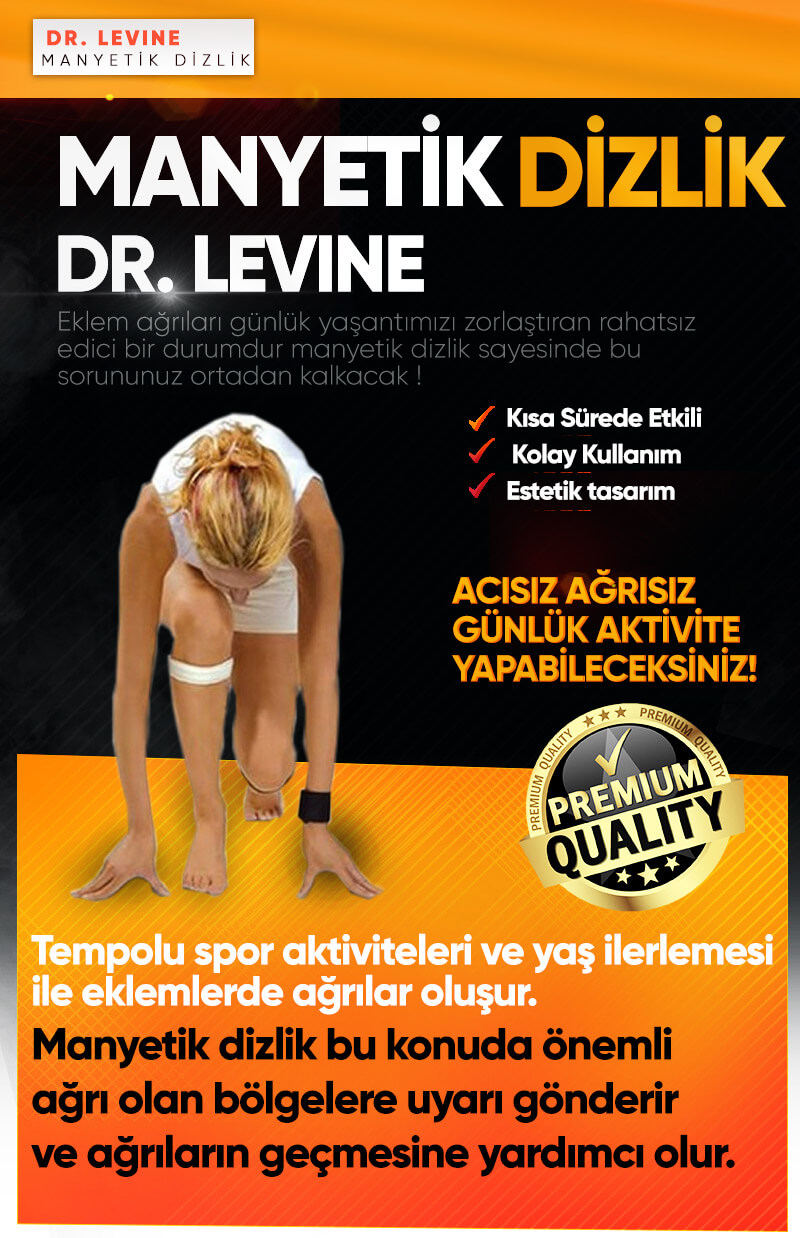 DR. LEVINE
MANYETİK DİZLİK
MANYETİK DİZLİK
DR. LEVINE
Eklem ağrıları günlük yaşantımızı zorlaştıran rahatsız
edici bir durumdur manyetik dizlik sayesinde bu
sorununuz ortadan kalkacak !
Kısa Sürede Etkili
Kolay Kullanım
Estetik tasarım
ACISIZ AĞRISIZ
GÜNLÜK AKTİVİTE
YAPABİLECEKSİNİZ!
PREMIUM QUALITY
PREMIUM QUALITY
PREMIUM
QUALITY
Tempolu spor aktiviteleri ve yaş ilerlemesi
ile eklemlerde ağrılar oluşur.
Manyetik dizlik bu konuda önemli
ağrı olan bölgelere uyarı gönderir
ve ağrıların geçmesine yardımcı olur.